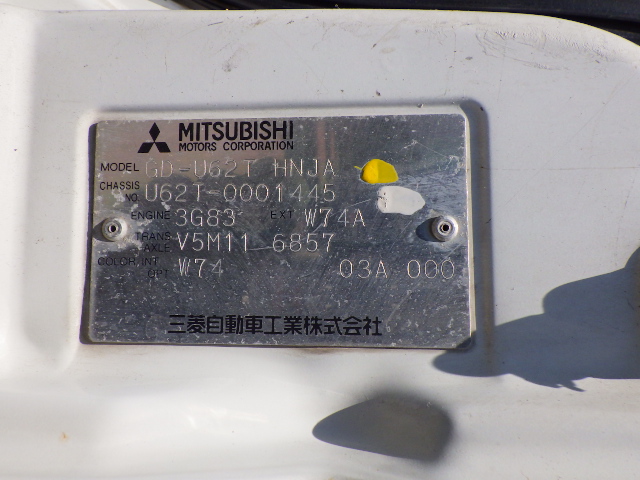 MITSUBISHI
MOTORS CORPORATION
MODEL GD-U62T HNJA
CHASSIS NO. U62T-0001445
ENGINE 3G83 EXT W74A
TRANS AXLE V5M11 6857
COLOR, INT OPT W74 03A 000
三菱自動車工業株式会社